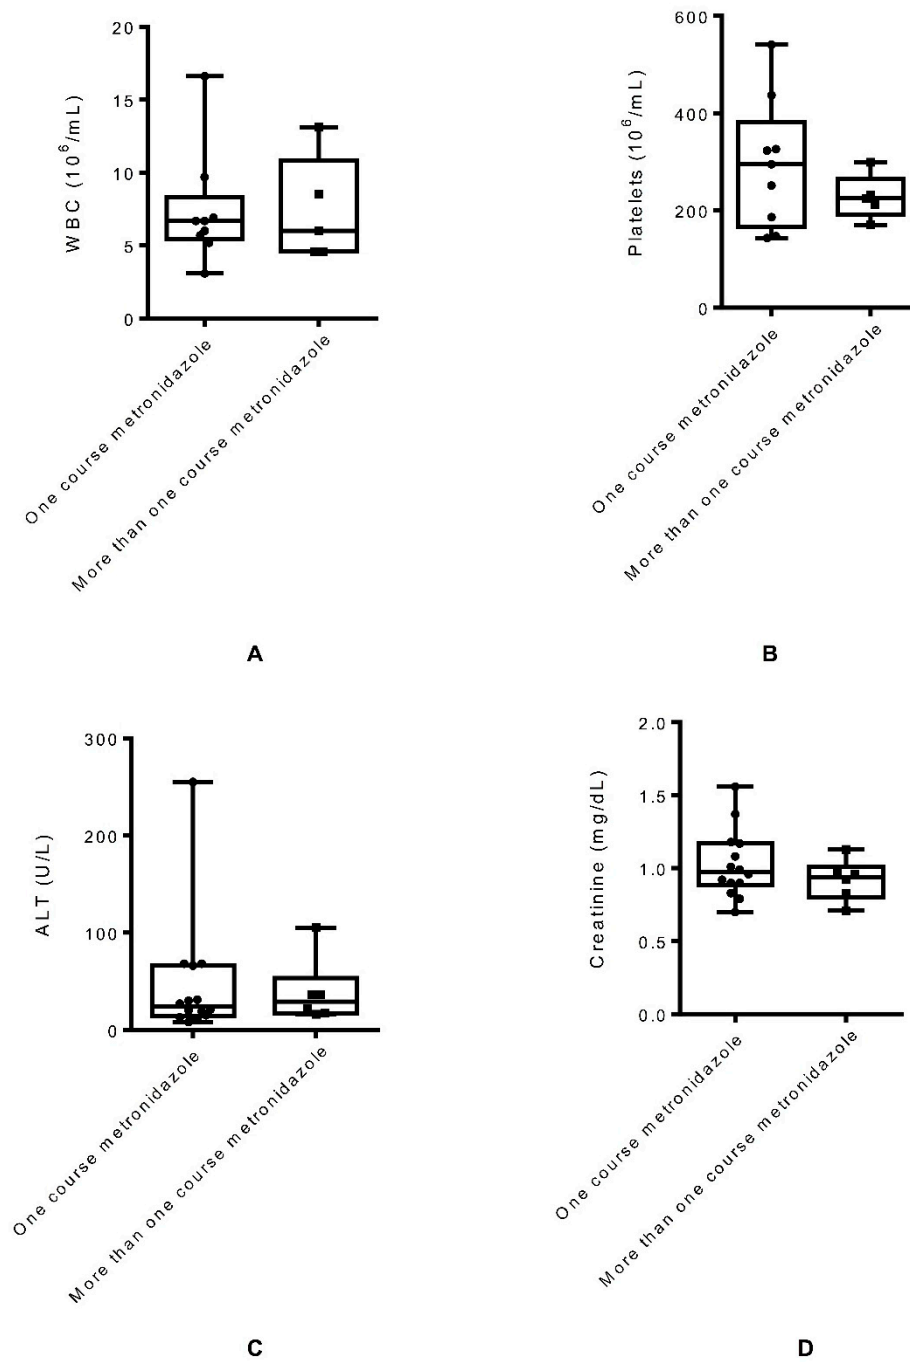 20
15
10
5
0
WBC (10⁶/mL)
One course metronidazole
More than one course metronidazole
A
600
400
200
0
Platelets (10⁶/mL)
One course metronidazole
More than one course metronidazole
B
300
200
100
0
ALT (U/L)
One course metronidazole
More than one course metronidazole
C
2.0
1.5
1.0
0.5
0.0
Creatinine (mg/dL)
One course metronidazole
More than one course metronidazole
D